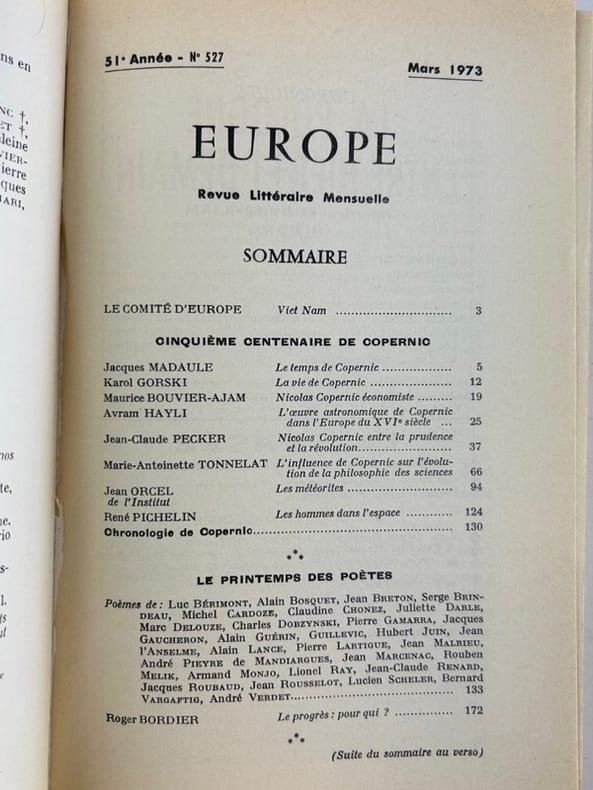 51e Année - N° 527
Mars 1973
EUROPE
Revue Littéraire Mensuelle
SOMMAIRE
LE COMITÉ D'EUROPE Viet Nam .............................. 3
CINQUIÈME CENTENAIRE DE COPERNIC
Jacques MADAULE Le temps de Copernic .................. 5
Karol GORSKI La vie de Copernic ..................... 12
Maurice BOUVIER-AJAM Nicolas Copernic économiste ......... 19
Avram HAYLI L'œuvre astronomique de Copernic
dans l'Europe du XVIe siècle ... 25
Jean-Claude PECKER Nicolas Copernic entre la prudence
et la révolution........................ 37
Marie-Antoinette TONNELAT L'influence de Copernic sur l'évolu-
tion de la philosophie des sciences 66
Jean ORCEL Les météorites ........................... 94
de l'Institut
René PICHELIN Les hommes dans l'espace ............ 124
Chronologie de Copernic.................................................... 130
LE PRINTEMPS DES POÈTES
Poèmes de : Luc BÉRIMONT, Alain BOSQUET, Jean BRETON, Serge BRIN-
DEAU, Michel CARDOZE, Claudine CHONEZ, Juliette DARLE,
Marc DELOUZE, Charles DOBZYNSKI, Pierre GAMARRA, Jacques
GAUCHERON, Alain GUÉRIN, GUILLEVIC, Hubert JUIN, Jean
l'ANSELME, Alain LANCE, Pierre LARTIGUE, Jean MALRIEU,
André PIEYRE DE MANDIARGUES, Jean MARCENAC, Rouben
MELIK, Armand MONJO, Lionel RAY, Jean-Claude RENARD,
Jacques ROUBAUD, Jean ROUSSELOT, Lucien SCHELER, Bernard
VARGAFTIG, André VERDET......................................... 133
Roger BORDIER Le progrès : pour qui ? ............... 172
(Suite du sommaire au verso)